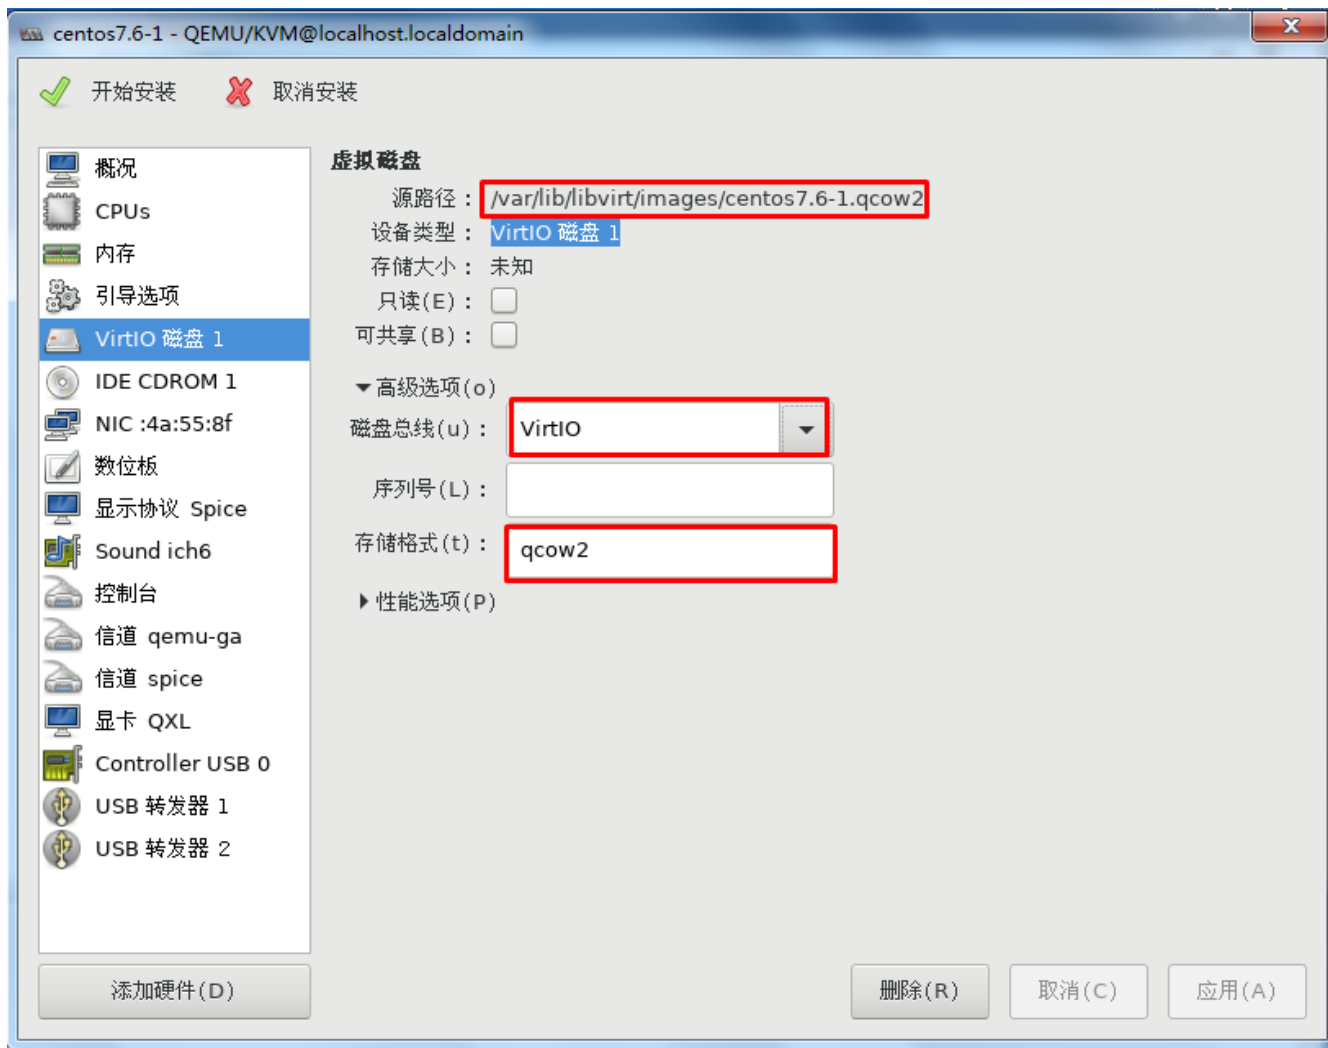 centos7.6-1 - QEMU/KVM@localhost.localdomain
开始安装 取消安装
概况
CPUs
内存
引导选项
VirtIO 磁盘 1
IDE CDROM 1
NIC :4a:55:8f
数位板
显示协议 Spice
Sound ich6
控制台
信道 qemu-ga
信道 spice
显卡 QXL
Controller USB 0
USB 转发器 1
USB 转发器 2
添加硬件(D)
虚拟磁盘
源路径： /var/lib/libvirt/images/centos7.6-1.qcow2
设备类型： VirtIO 磁盘 1
存储大小： 未知
只读(E)：
可共享(B)：
高级选项(o)
磁盘总线(u)： VirtIO
序列号(L)：
存储格式(t)： qcow2
性能选项(P)
删除(R) 取消(C) 应用(A)